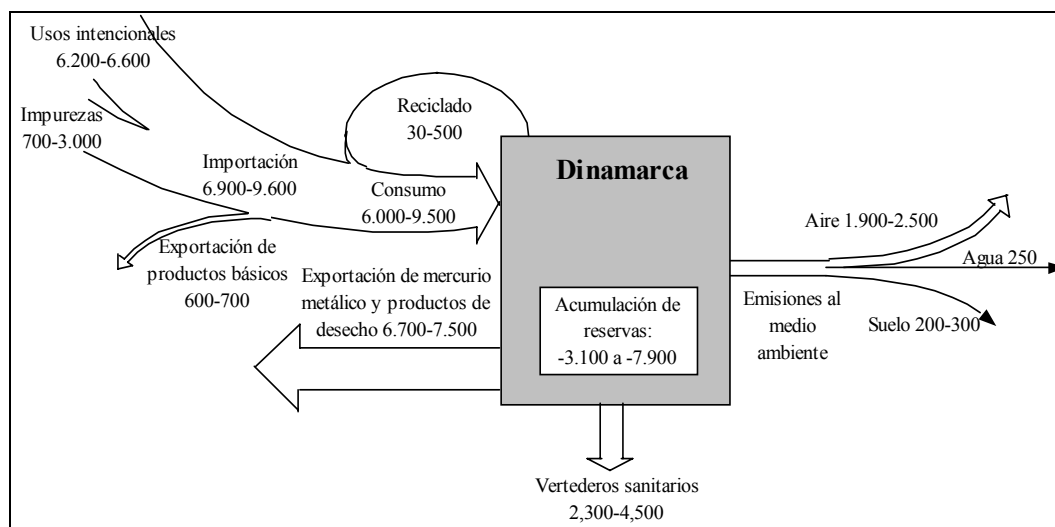 Usos intencionales
6.200-6.600
Impurezas
700-3.000
Importación
6.900-9.600
Reciclado
30-500
Consumo
6.000-9.500
Exportación de
productos básicos
600-700
Exportación de mercurio
metálico y productos de
desecho 6.700-7.500
Dinamarca
Acumulación de
reservas:
-3.100 a -7.900
Aire 1.900-2.500
Agua 250
Suelo 200-300
Emisiones al
medio
ambiente
Vertederos sanitarios
2,300-4,500